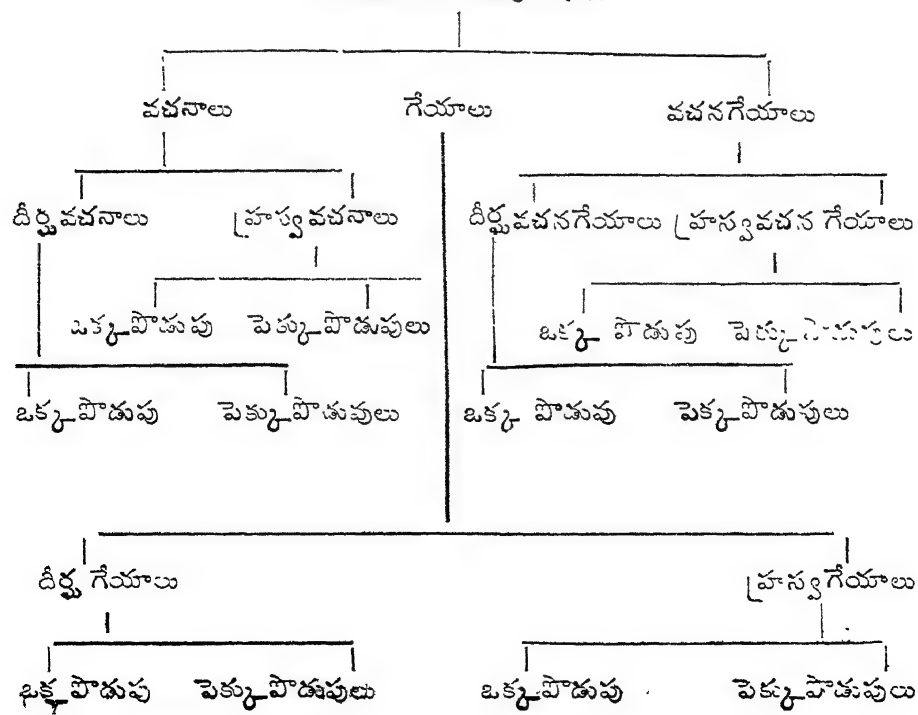 వచనాలు గేయాలు వచనగేయాలు
దీర్ఘవచనాలు హ్రస్వవచనాలు దీర్ఘవచనగేయాలు హ్రస్వవచన గేయాలు
ఒక్కపొడుపు పెక్కుపొడుపులు ఒక్క పొడుపు పెక్కు
ఒక్కపొడుపు పెక్కుపొడుపులు ఒక్క పొడుపు పెక్కపొడుపులు
దీర్ఘ గేయాలు హ్రస్వగేయాలు
ఒక్కపొడుపు పెక్కుపొడుపులు ఒక్కపొడుపు పెక్కుపొడుపులు